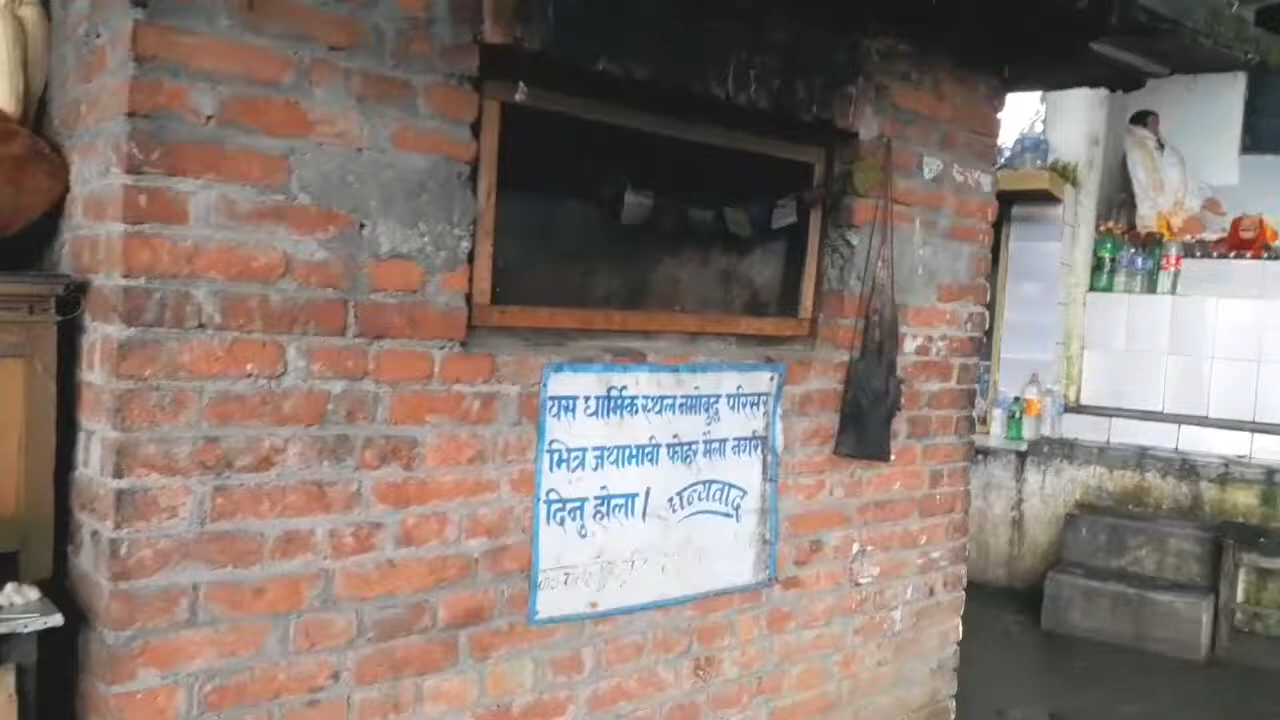 यस धार्मिक स्थल नमोबुद्ध परिसर
भित्र जथाभावी फोहर मैला नगरी
दिनु होला। धन्यवाद